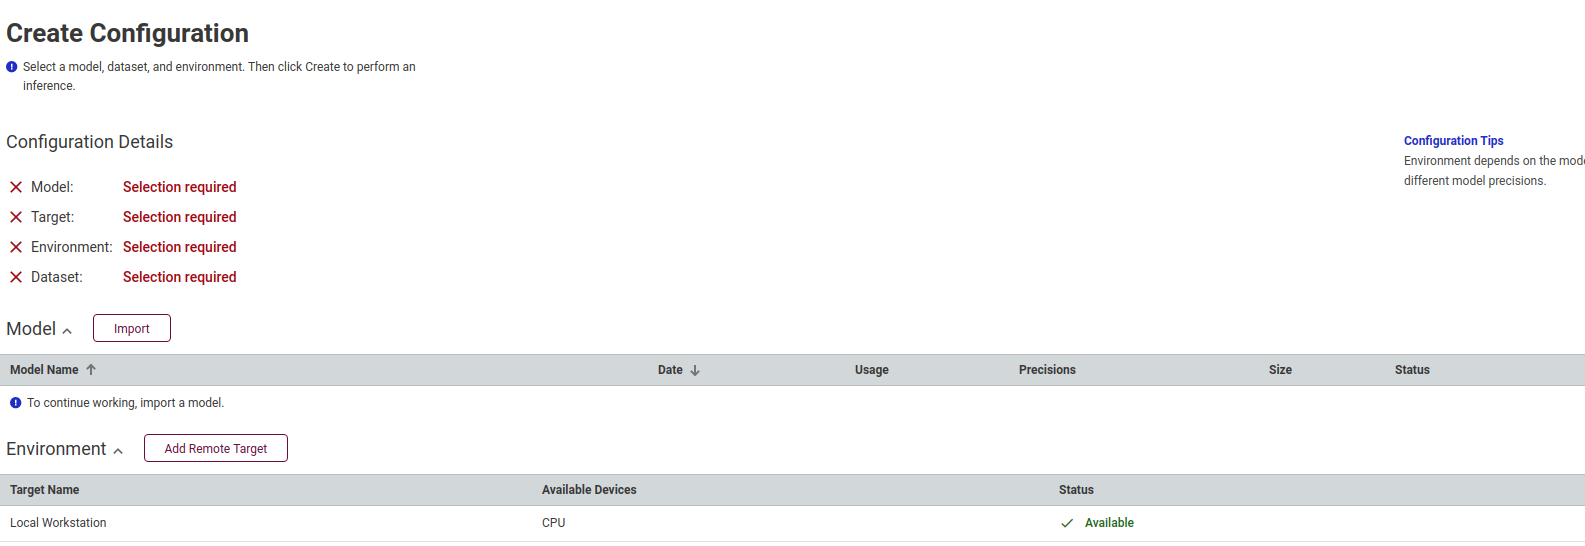 Create Configuration
Select a model, dataset, and environment. Then click Create to perform an
inference.
Configuration Details
Configuration Tips
Environment depends on the
different model precisions.
Model: Selection required
Target: Selection required
Environment: Selection required
Dataset: Selection required
Model Import
Model Name Date Usage Precisions Size Status
To continue working, import a model.
Environment Add Remote Target
Target Name Available Devices Status
Local Workstation CPU Available